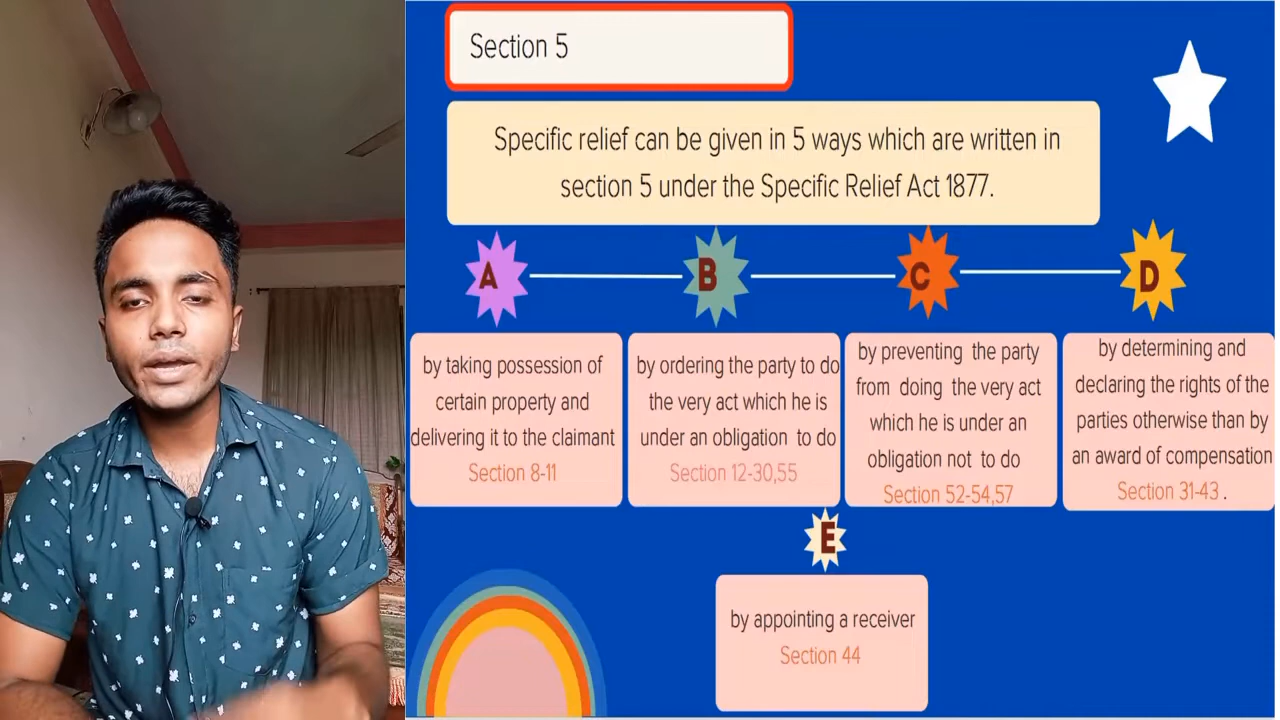 Section 5
Specific relief can be given in 5 ways which are written in
section 5 under the Specific Relief Act 1877.
A
B
C
D
by taking possession of
certain property and
delivering it to the claimant
Section 8-11
by ordering the party to do
the very act which he is
under an obligation to do
Section 12-30,55
by preventing the party
from doing the very act
which he is under an
obligation not to do
Section 52-54,57
by determining and
declaring the rights of the
parties otherwise than by
an award of compensation
Section 31-43 .
E
by appointing a receiver
Section 44